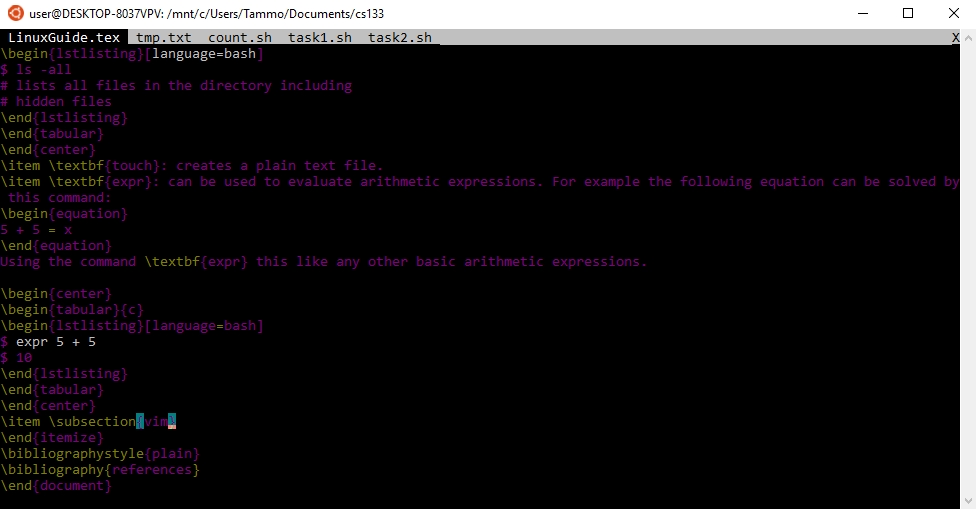 user@DESKTOP-8037VPV: /mnt/c/Users/Tammo/Documents/cs133
LinuxGuide.tex tmp.txt count.sh task1.sh task2.sh X
\begin{lstlisting}[language=bash]
$ ls -all
# lists all files in the directory including
# hidden files
\end{lstlisting}
\end{tabular}
\end{center}
\item \textbf{touch}: creates a plain text file.
\item \textbf{expr}: can be used to evaluate arithmetic expressions. For example the following equation can be solved by
this command:
\begin{equation}
5 + 5 = x
\end{equation}
Using the command \textbf{expr} this like any other basic arithmetic expressions.
\begin{center}
\begin{tabular}{c}
\begin{lstlisting}[language=bash]
$ expr 5 + 5
$ 10
\end{lstlisting}
\end{tabular}
\end{center}
\item \subsection{vim}
\end{itemize}
\bibliographystyle{plain}
\bibliography{references}
\end{document}